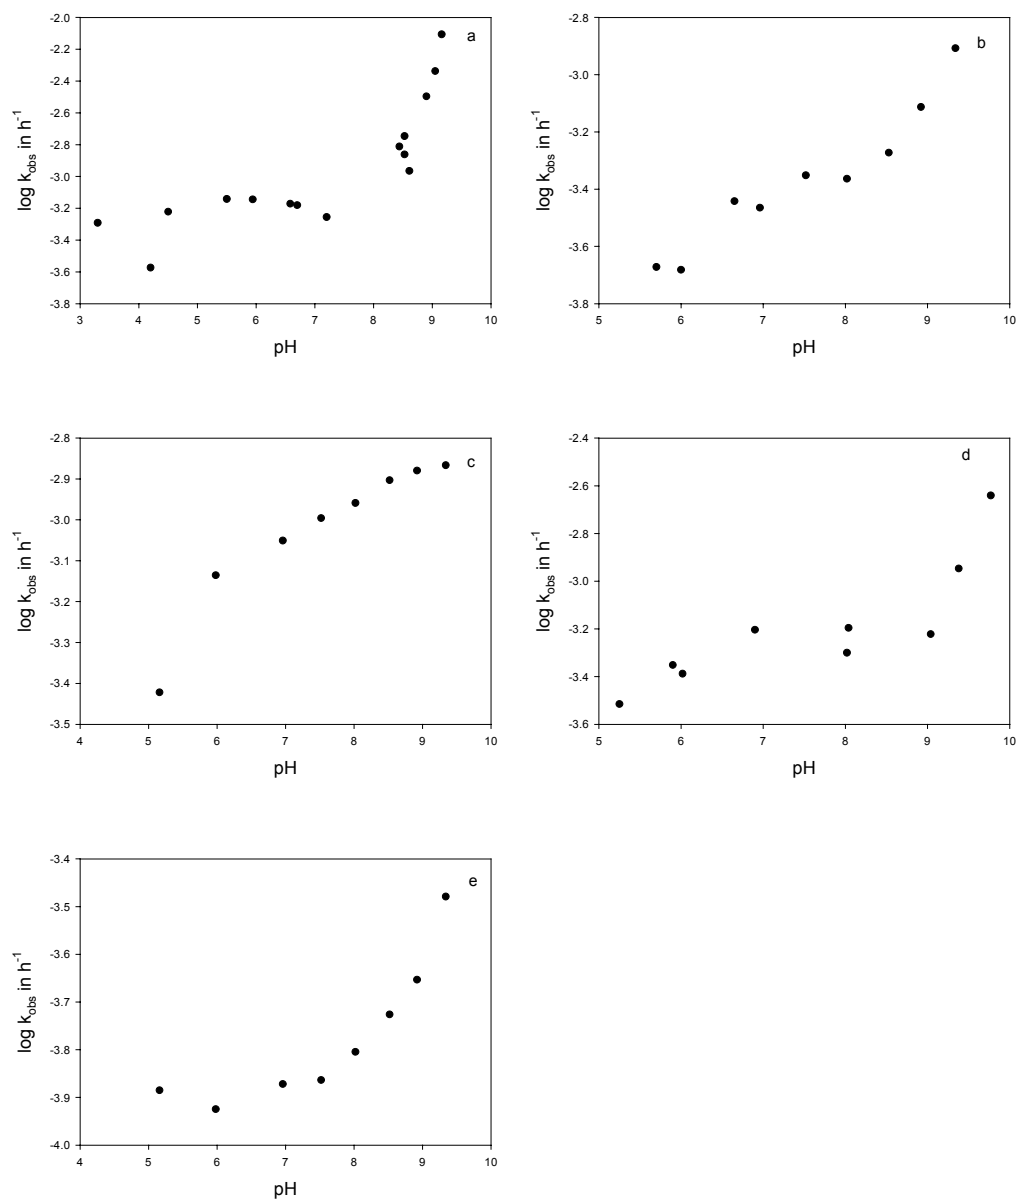 -2.0
-2.2
-2.4
-2.6
-2.8
-3.0
-3.2
-3.4
-3.6
-3.8
log k_obs in h^-1
3 4 5 6 7 8 9 10
pH
a
-2.8
-3.0
-3.2
-3.4
-3.6
-3.8
log k_obs in h^-1
5 6 7 8 9 10
pH
b
-2.8
-2.9
-3.0
-3.1
-3.2
-3.3
-3.4
-3.5
log k_obs in h^-1
4 5 6 7 8 9 10
pH
c
-2.4
-2.6
-2.8
-3.0
-3.2
-3.4
-3.6
log k_obs in h^-1
5 6 7 8 9 10
pH
d
-3.4
-3.5
-3.6
-3.7
-3.8
-3.9
-4.0
log k_obs in h^-1
4 5 6 7 8 9 10
pH
e